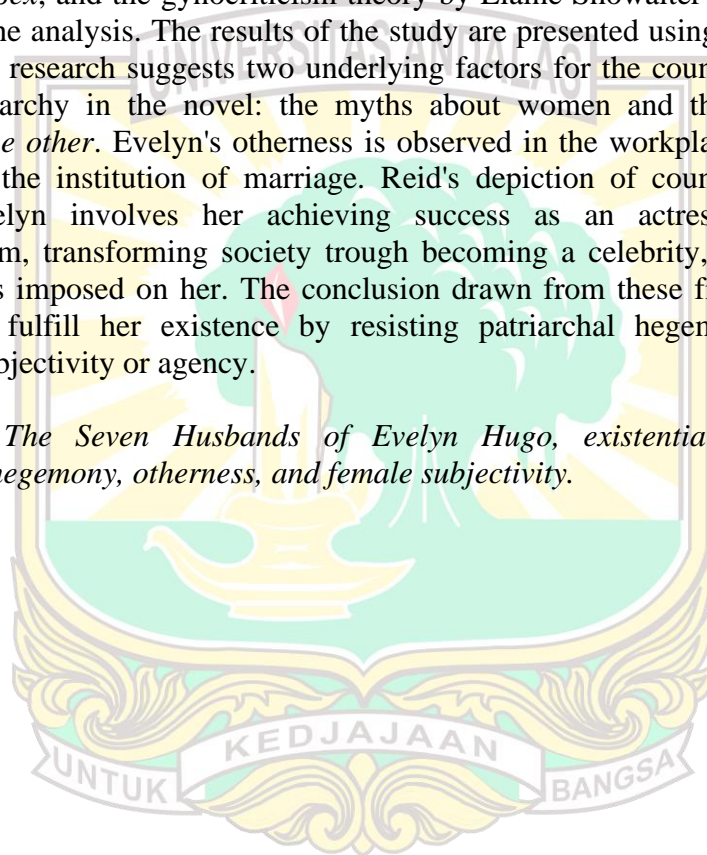 ex, and the gynocriticism theory by Elaine Showalter
ne analysis. The results of the study are presented using
research suggests two underlying factors for the coun
archy in the novel: the myths about women and th
e other. Evelyn's otherness is observed in the workpla
the institution of marriage. Reid's depiction of coun
elyn involves her achieving success as an actres
m, transforming society trough becoming a celebrity,
s imposed on her. The conclusion drawn from these fi
fulfill her existence by resisting patriarchal hegem
bjectivity or agency.
The Seven Husbands of Evelyn Hugo, existentia
hegemony, otherness, and female subjectivity.
UNIVERSITAS ANDALAS
UNTUK KEDJAJAAN BANGSA